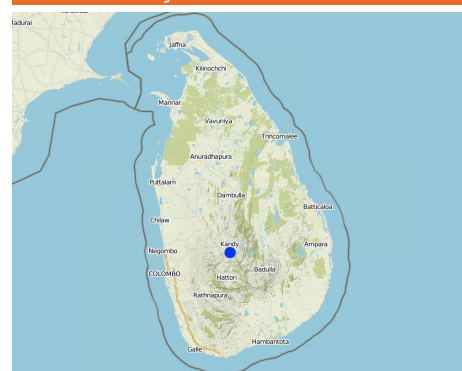 Jaffna
Kilinochchi
Mannar
Vavuniya
Trincomalee
Anuradhapura
Puttalam
Dambulla
Batticaloa
Chilaw
Kandy
Ampara
Negombo
Badulla
COLOMBO
Hatton
Rathnapura
Hambantota
Galle